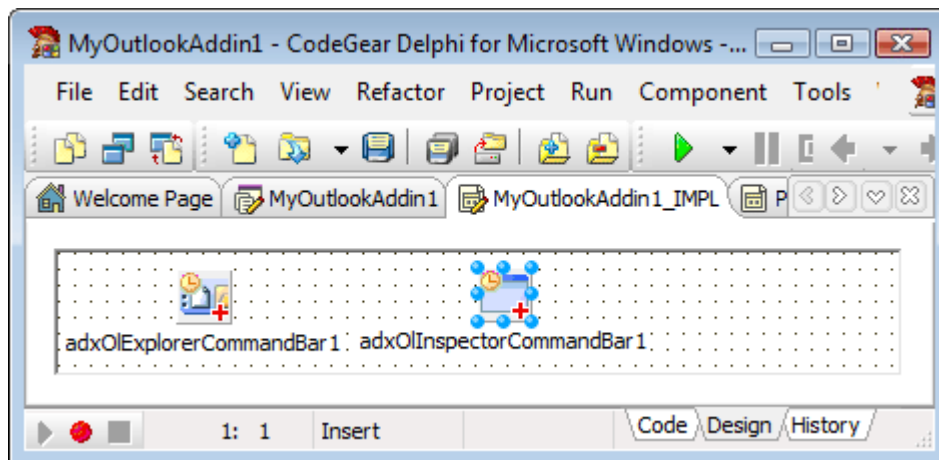 MyOutlookAddin1 - CodeGear Delphi for Microsoft Windows -...
File Edit Search View Refactor Project Run Component Tools
Welcome Page MyOutlookAddin1 MyOutlookAddin1_IMPL P
adxOlExplorerCommandBar1 adxOlInspectorCommandBar1
1: 1 Insert Code Design History